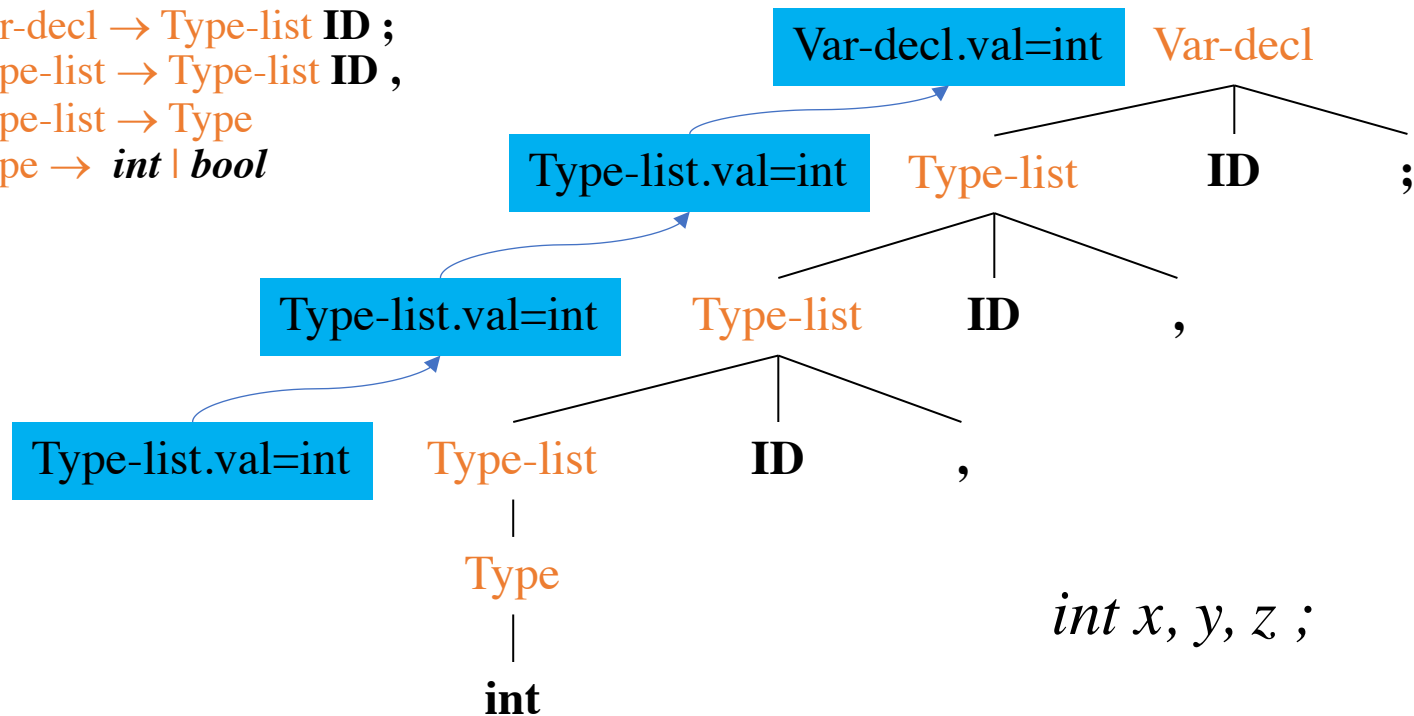 r-decl → Type-list ID ;
pe-list → Type-list ID ,
pe-list → Type
pe → int | bool
Var-decl.val=int Var-decl
Type-list.val=int Type-list ID ;
Type-list.val=int Type-list ID ,
Type-list.val=int Type-list ID ,
Type
int x, y, z ;
int